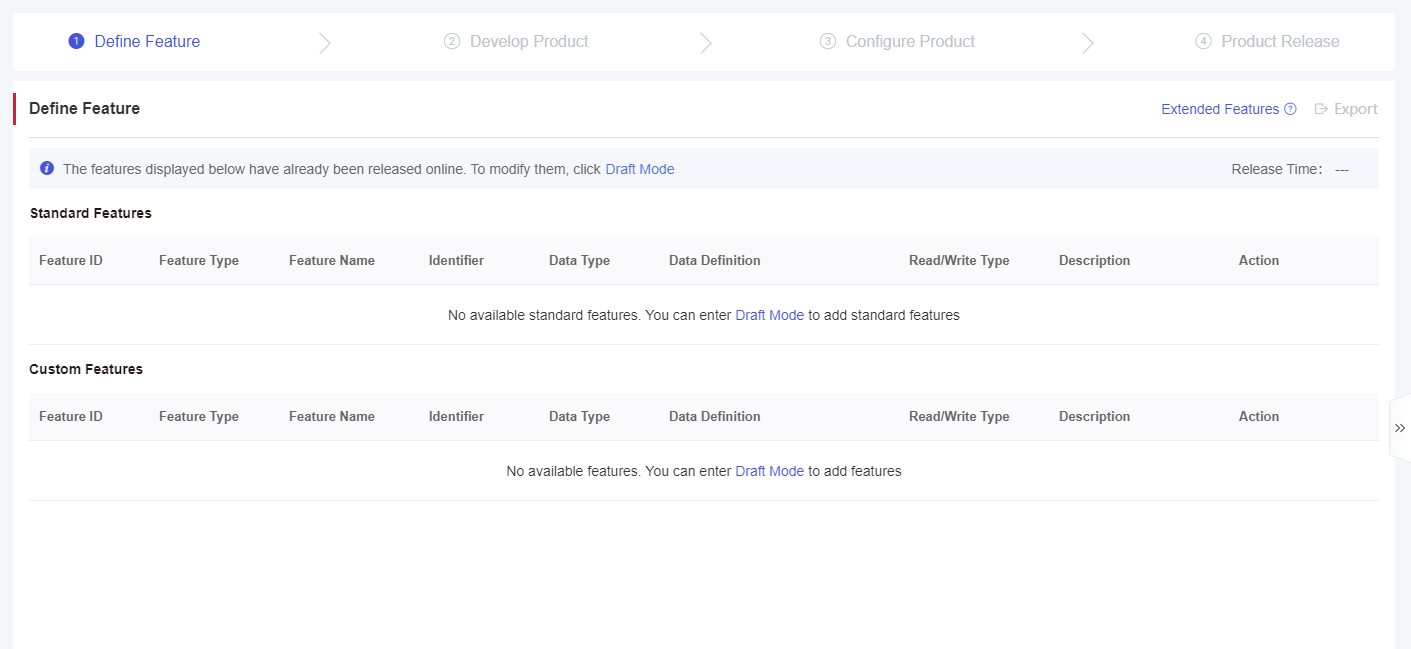 1 Define Feature
2 Develop Product
3 Configure Product
4 Product Release
Define Feature
Extended Features ?
Export
i The features displayed below have already been released online. To modify them, click Draft Mode
Release Time: ---
Standard Features
Feature ID Feature Type Feature Name Identifier Data Type Data Definition Read/Write Type Description Action
No available standard features. You can enter Draft Mode to add standard features
Custom Features
Feature ID Feature Type Feature Name Identifier Data Type Data Definition Read/Write Type Description Action
No available features. You can enter Draft Mode to add features